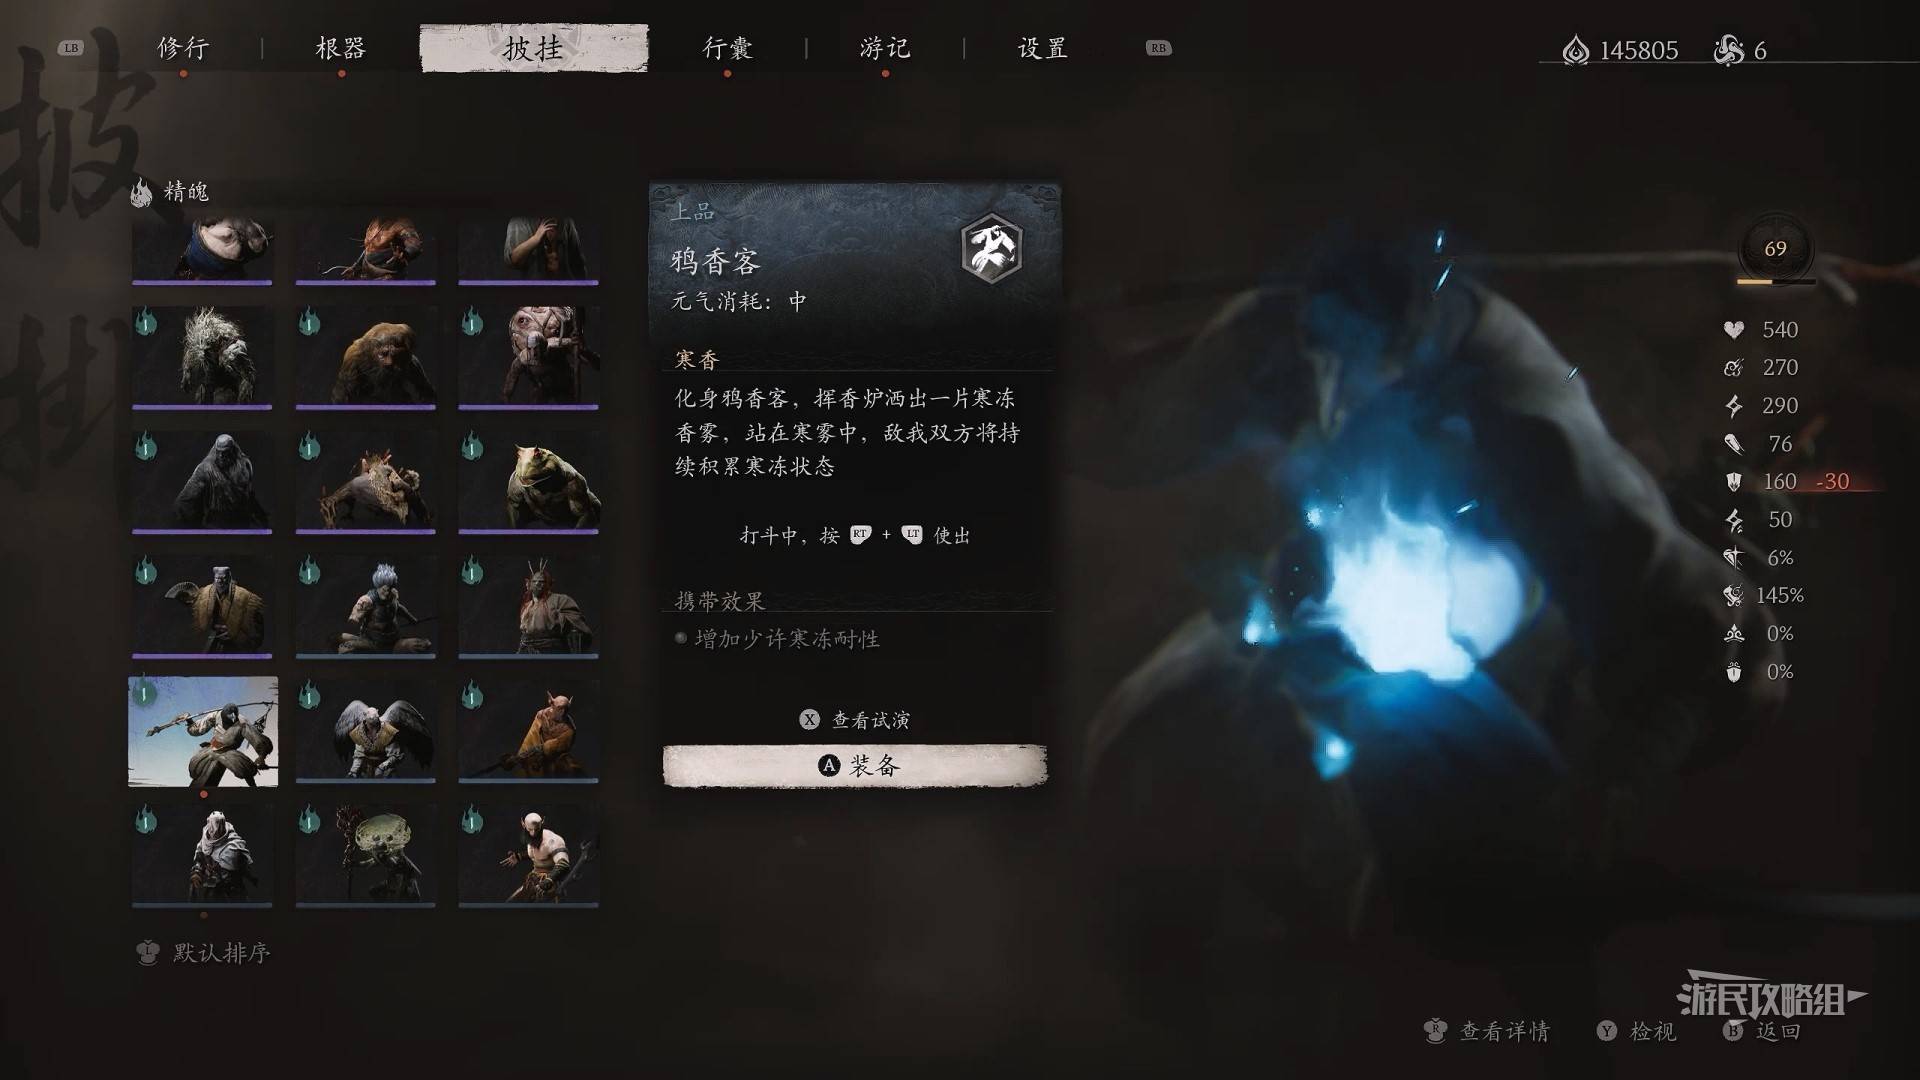 LB 修行 根器 披挂 行囊 游记 设置 RB
145805 6
披挂
精魄
上品
鸦香客
元气消耗：中
寒香
化身鸦香客，挥香炉洒出一片寒冻
香雾，站在寒雾中，敌我双方将持
续积累寒冻状态
打斗中，按 RT + LT 使出
携带效果
增加少许寒冻耐性
X 查看试演
A 装备
69
540
270
290
76
160 -30
50
6%
145%
0%
0%
L 默认排序
游民攻略组
R 查看详情 Y 检视 B 返回